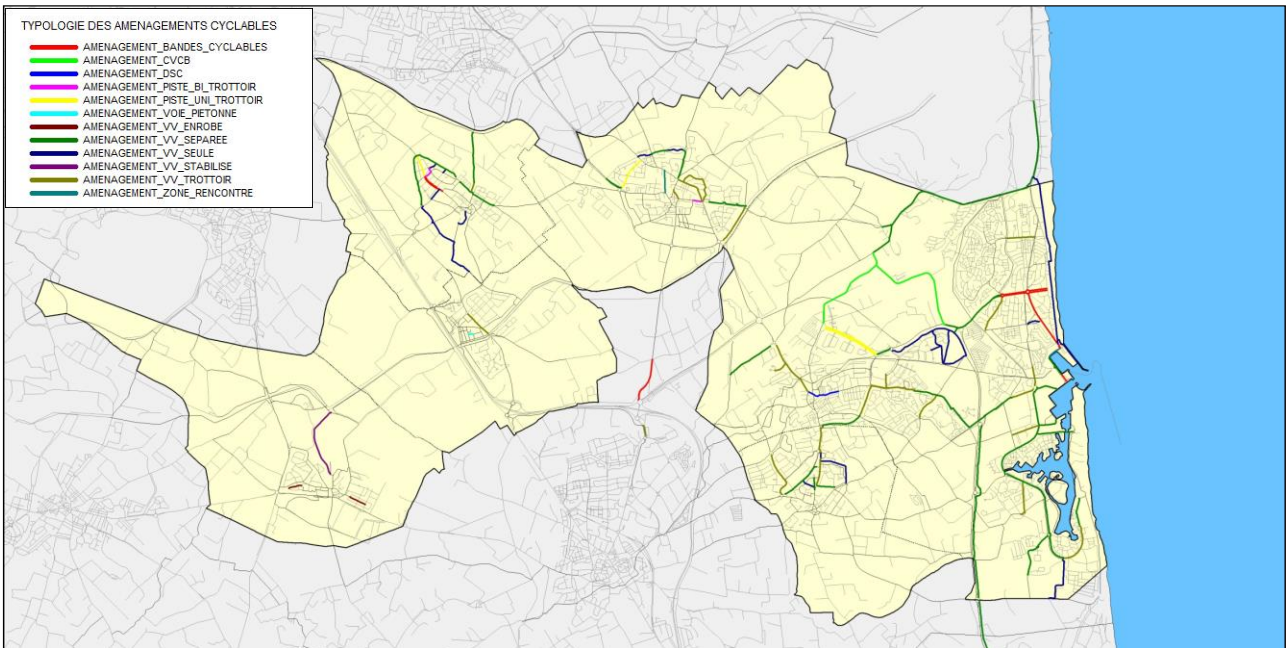 TYPOLOGIE DES AMENAGEMENTS CYCLABLES
AMENAGEMENT_BANDES_CYCLABLES
AMENAGEMENT_CVCB
AMENAGEMENT_DSC
AMENAGEMENT_PISTE_BI_TROTTOIR
AMENAGEMENT_PISTE_UNI_TROTTOIR
AMENAGEMENT_VOIE_PIETONNE
AMENAGEMENT_VV_ENROBE
AMENAGEMENT_VV_SEPAREE
AMENAGEMENT_VV_SEULE
AMENAGEMENT_VV_STABILISE
AMENAGEMENT_VV_TROTTOIR
AMENAGEMENT_ZONE_RENCONTRE